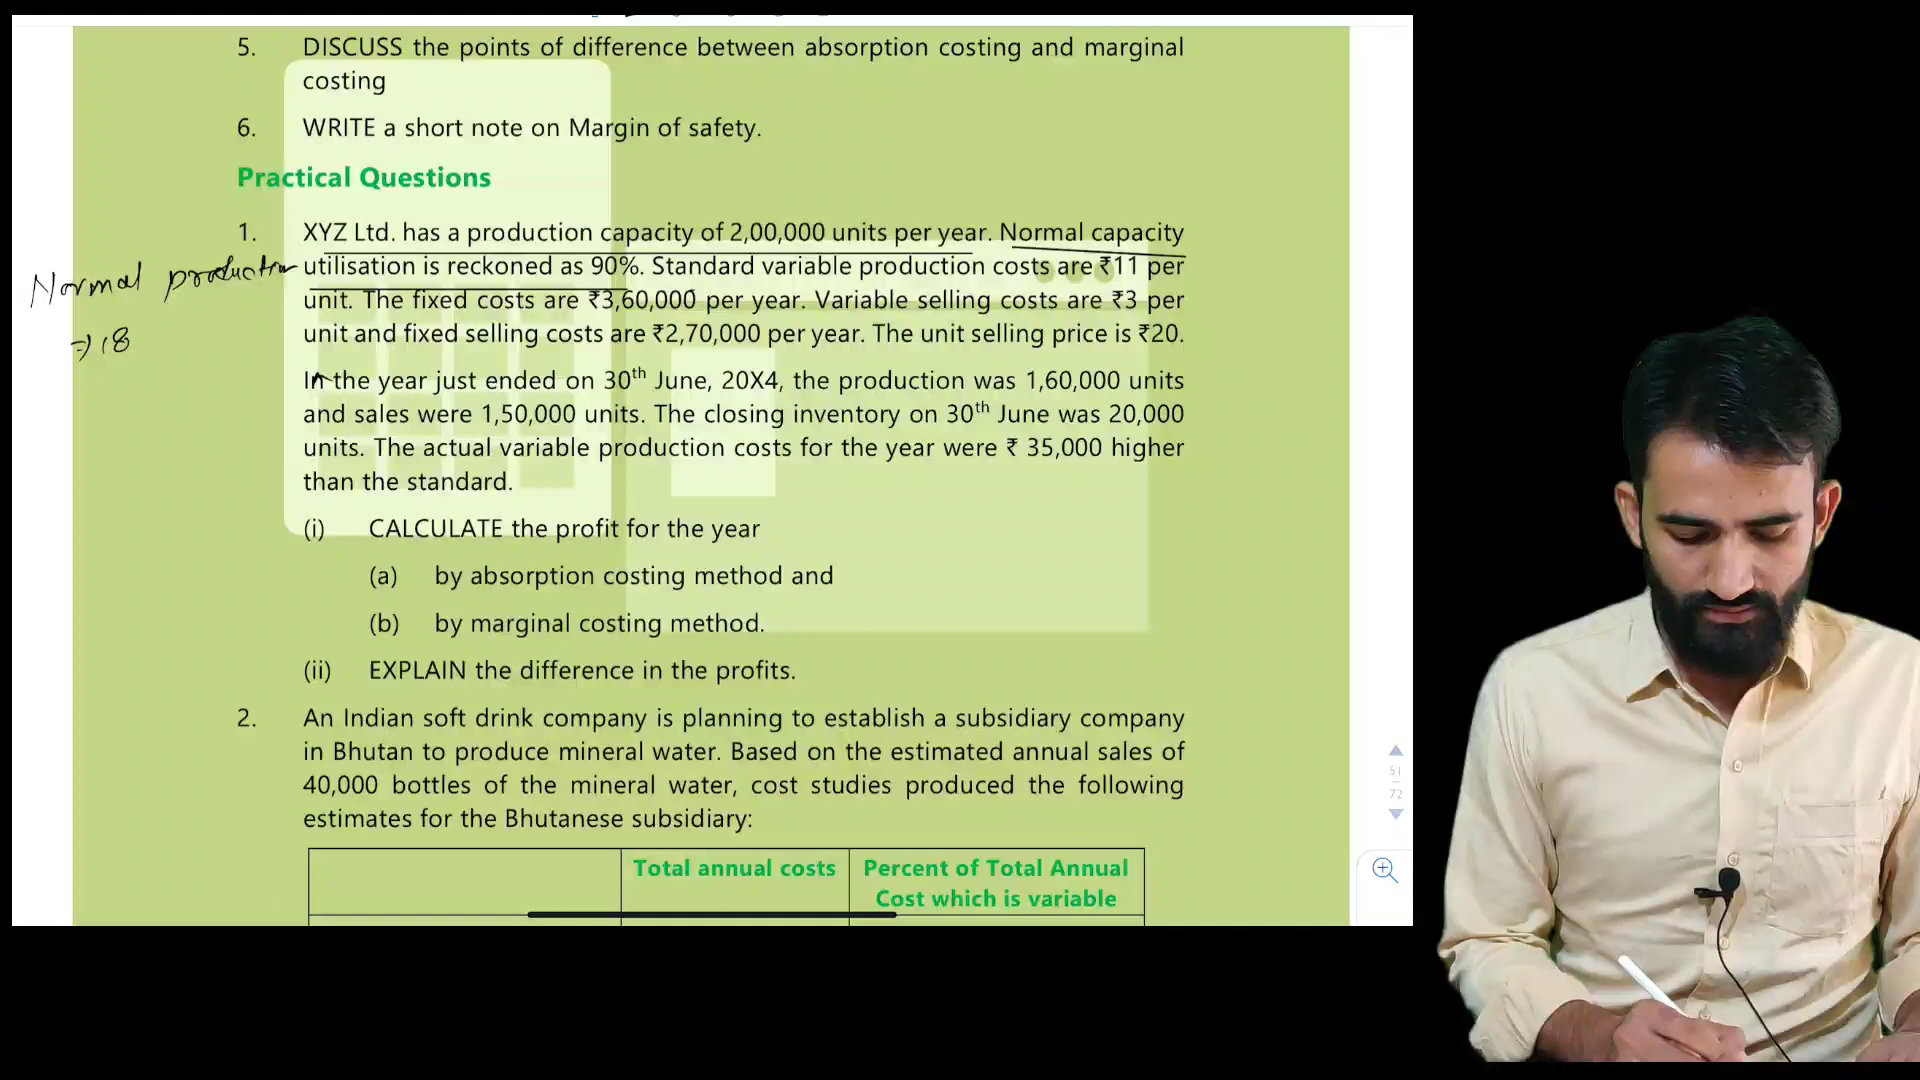 5. DISCUSS the points of difference between absorption costing and marginal
costing
6. WRITE a short note on Margin of safety.
Practical Questions
1. XYZ Ltd. has a production capacity of 2,00,000 units per year. Normal capacity
utilisation is reckoned as 90%. Standard variable production costs are ₹11 per
unit. The fixed costs are ₹3,60,000 per year. Variable selling costs are ₹3 per
unit and fixed selling costs are ₹2,70,000 per year. The unit selling price is ₹20.
Normal production
⇒ 18
In the year just ended on 30th June, 20X4, the production was 1,60,000 units
and sales were 1,50,000 units. The closing inventory on 30th June was 20,000
units. The actual variable production costs for the year were ₹ 35,000 higher
than the standard.
(i) CALCULATE the profit for the year
(a) by absorption costing method and
(b) by marginal costing method.
(ii) EXPLAIN the difference in the profits.
2. An Indian soft drink company is planning to establish a subsidiary company
in Bhutan to produce mineral water. Based on the estimated annual sales of
40,000 bottles of the mineral water, cost studies produced the following
estimates for the Bhutanese subsidiary:
Total annual costs
Percent of Total Annual
Cost which is variable
51
72